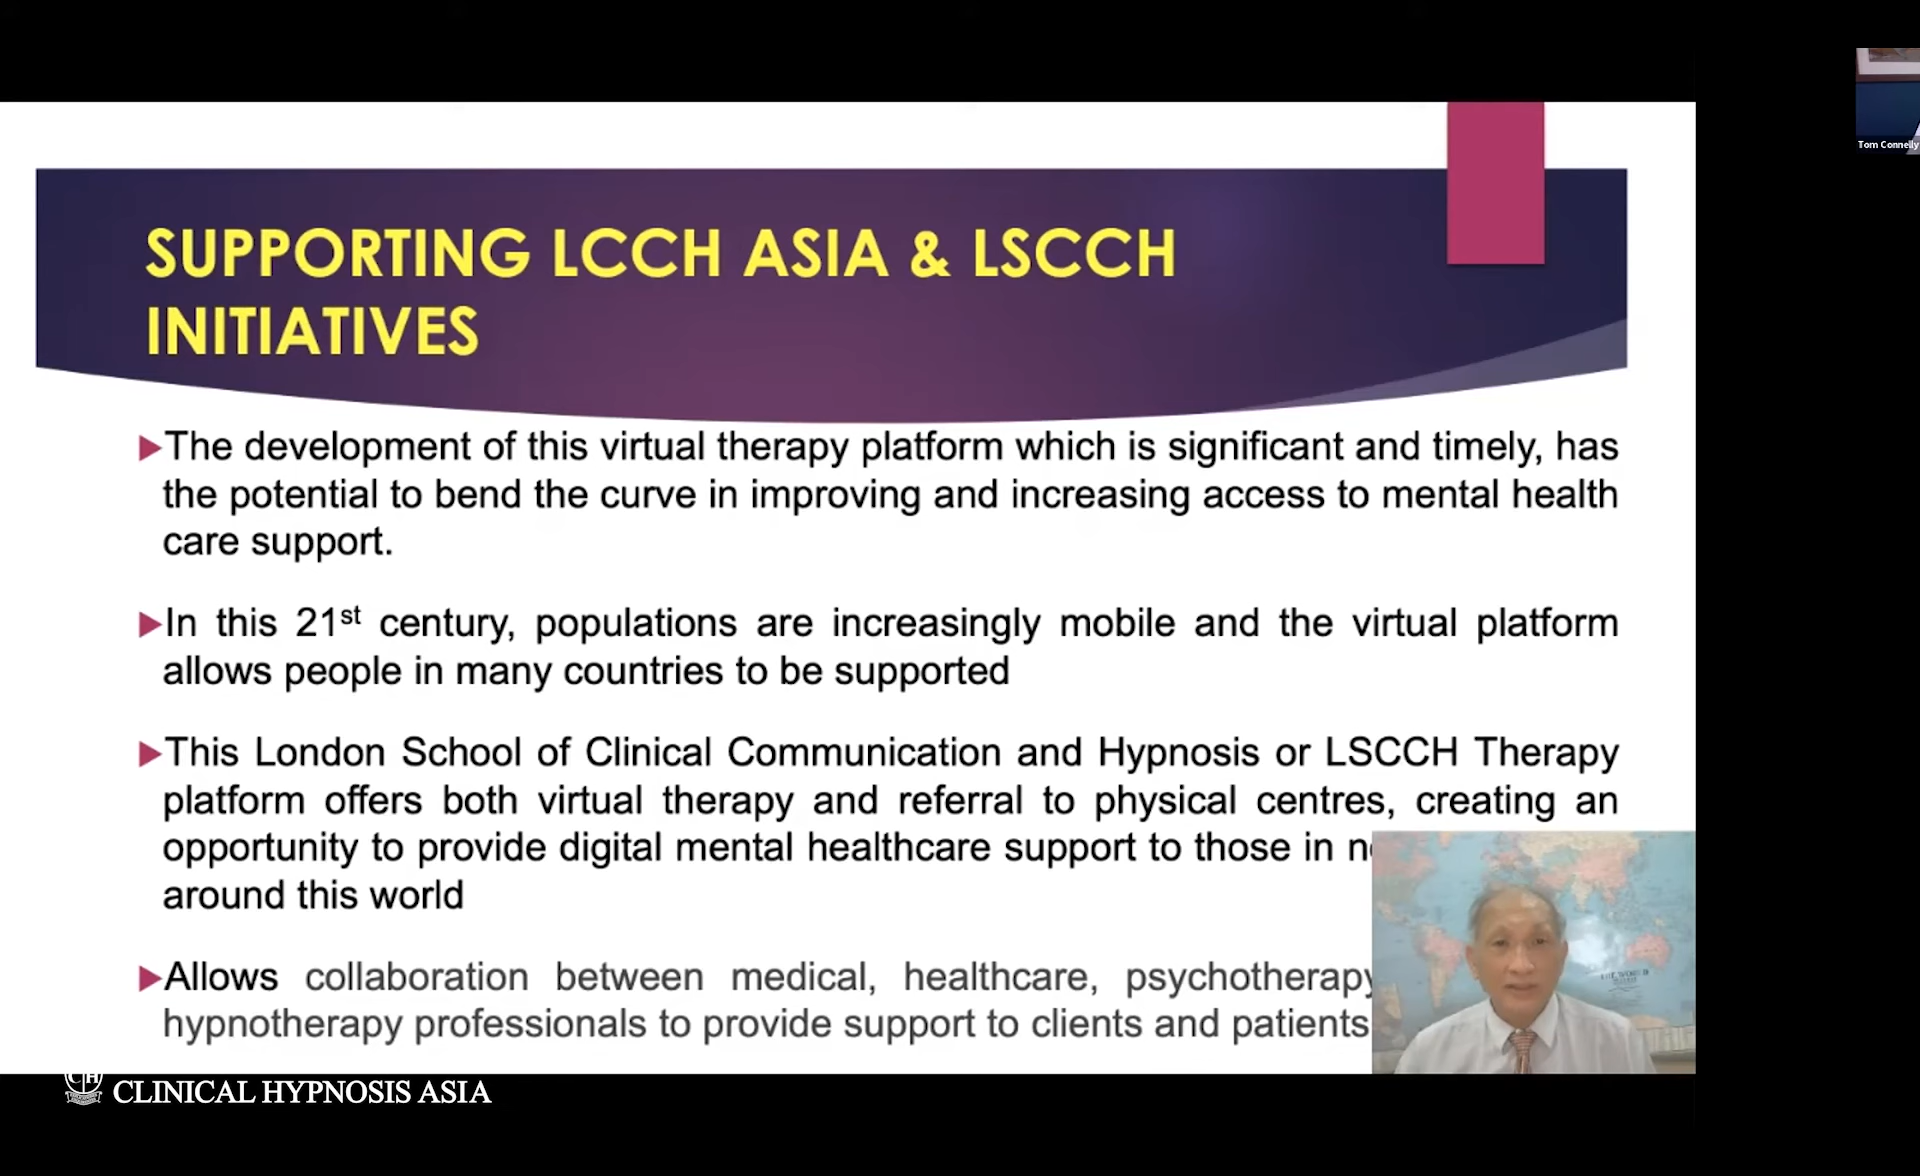 Tom Connelly
SUPPORTING LCCH ASIA & LSCCH
INITIATIVES
The development of this virtual therapy platform which is significant and timely, has
the potential to bend the curve in improving and increasing access to mental health
care support.
In this 21st century, populations are increasingly mobile and the virtual platform
allows people in many countries to be supported
This London School of Clinical Communication and Hypnosis or LSCCH Therapy
platform offers both virtual therapy and referral to physical centres, creating an
opportunity to provide digital mental healthcare support to those in
around this world
Allows collaboration between medical, healthcare, psychotherapy
hypnotherapy professionals to provide support to clients and patients
THE WORLD
CLINICAL HYPNOSIS ASIA